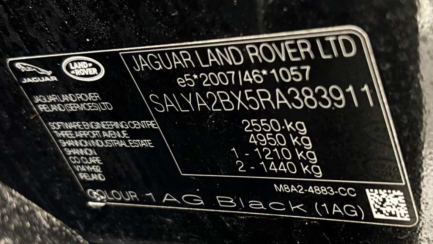 JAGUAR
LAND ROVER
JAGUAR LAND ROVER LTD
e5*2007/46*1057
SALYA2BX5RA383911
2550-kg
4950 kg
1 - 1210 kg
2 - 1440 kg
JAGUAR LAND ROVER
IRELAND (SERVICES) LTD
SOFTWARE ENGINEERING CENTRE
THREE AIRPORT AVENUE
SHANNON INDUSTRIAL ESTATE
SHANNON
CO. CLARE
IRELAND
M8A2-4883-CC
COLOUR 1AG Black (1AG)